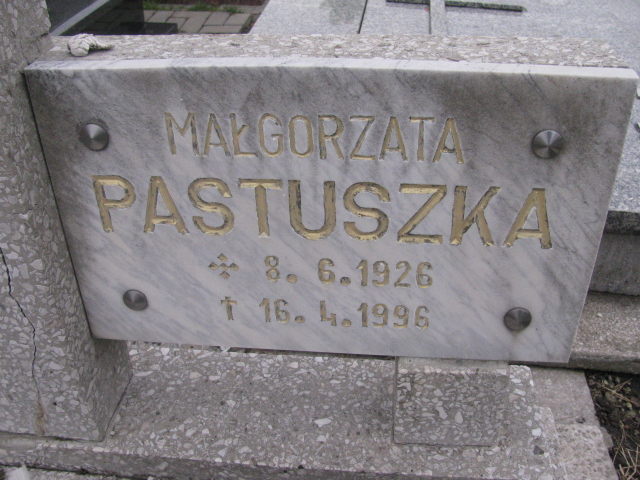 MAŁGORZATA
PASTUSZKA
✣ 8. 6. 1926
† 16. 4. 1996